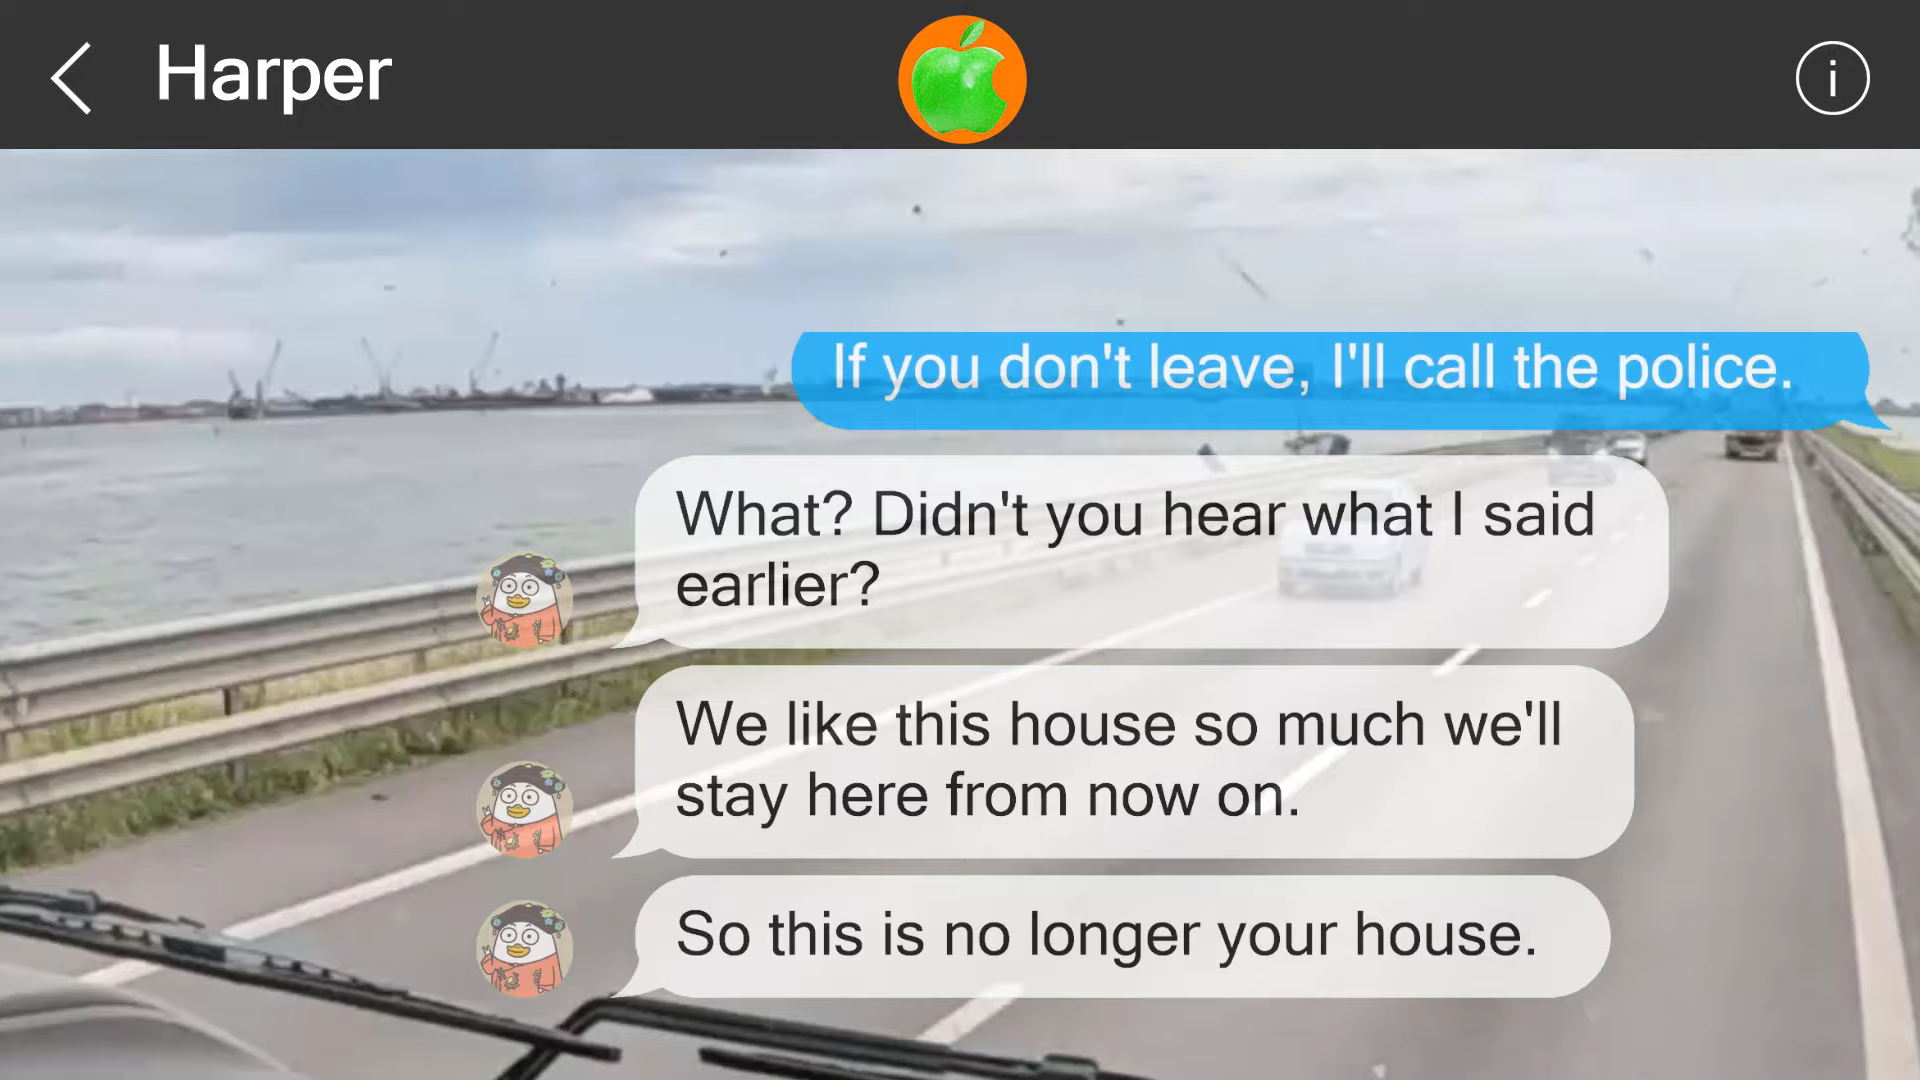 Harper
i
If you don't leave, I'll call the police.
What? Didn't you hear what I said
earlier?
We like this house so much we'll
stay here from now on.
So this is no longer your house.